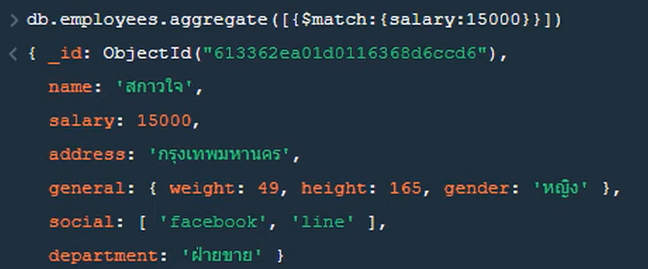 > db.employees.aggregate([{$match:{salary:15000}}])
< { _id: ObjectId("613362ea01d0116368d6ccd6"),
name: 'สกาวใจ',
salary: 15000,
address: 'กรุงเทพมหานคร',
general: { weight: 49, height: 165, gender: 'หญิง' },
social: [ 'facebook', 'line' ],
department: 'ฝ่ายขาย' }